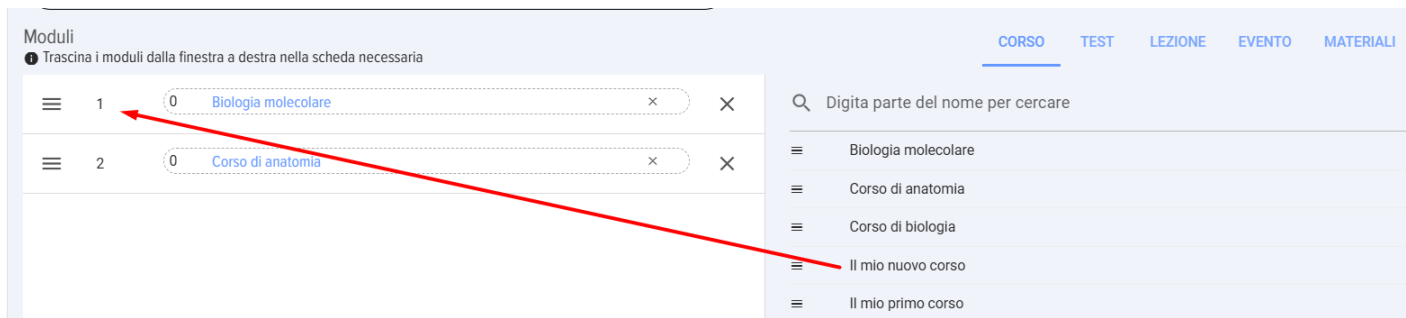 Moduli
Trascina i moduli dalla finestra a destra nella scheda necessaria
CORSO TEST LEZIONE EVENTO MATERIALI
1 0 Biologia molecolare
2 0 Corso di anatomia
Digita parte del nome per cercare
Biologia molecolare
Corso di anatomia
Corso di biologia
Il mio nuovo corso
Il mio primo corso